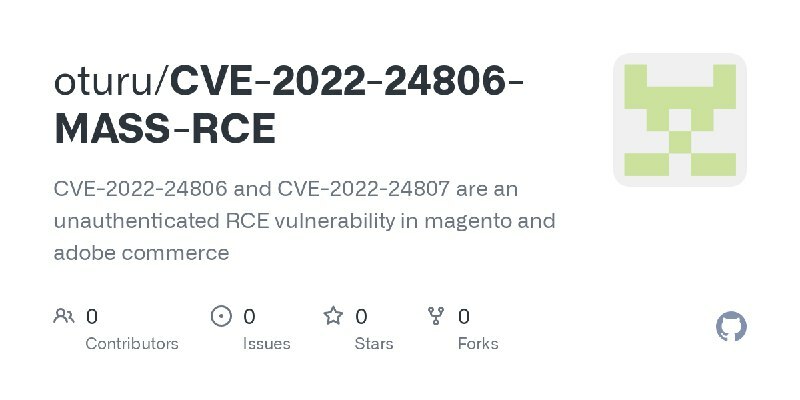 oturu/CVE-2022-24806-
MASS-RCE
CVE-2022-24806 and CVE-2022-24807 are an
unauthenticated RCE vulnerability in magento and
adobe commerce
0 0 0 0
Contributors Issues Stars Forks